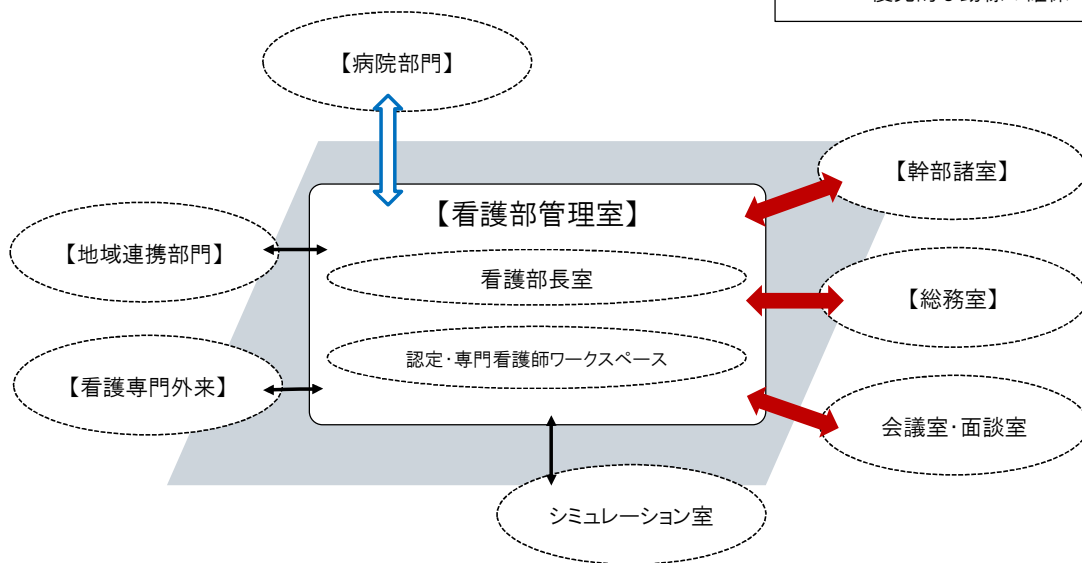 【病院部門】
【幹部諸室】
【看護部管理室】
【地域連携部門】
看護部長室
【総務室】
認定・専門看護師ワークスペース
【看護専門外来】
会議室・面談室
シミュレーション室